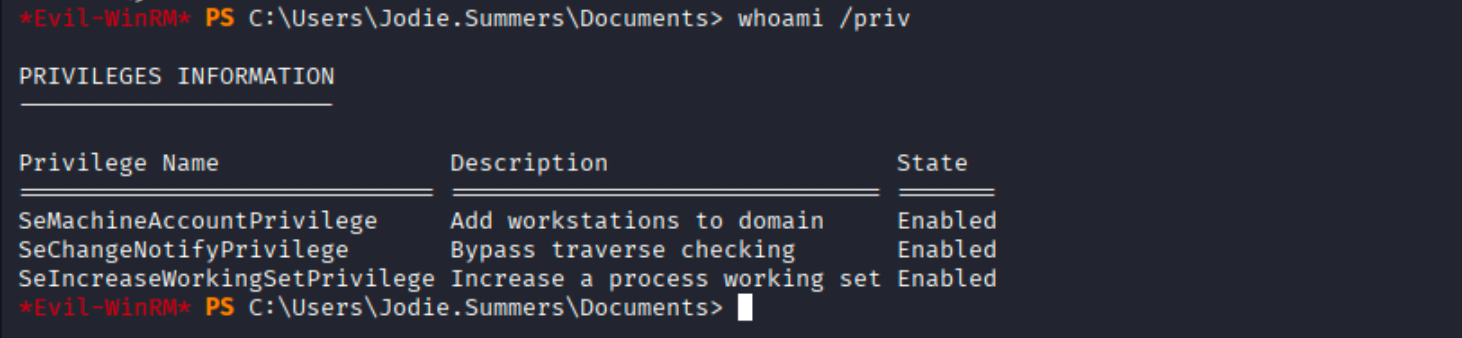 *Evil-WinRM* PS C:\Users\Jodie.Summers\Documents> whoami /priv
PRIVILEGES INFORMATION
----------------------
Privilege Name                Description                    State
============================= ============================== =======
SeMachineAccountPrivilege     Add workstations to domain     Enabled
SeChangeNotifyPrivilege       Bypass traverse checking       Enabled
SeIncreaseWorkingSetPrivilege Increase a process working set Enabled
*Evil-WinRM* PS C:\Users\Jodie.Summers\Documents>